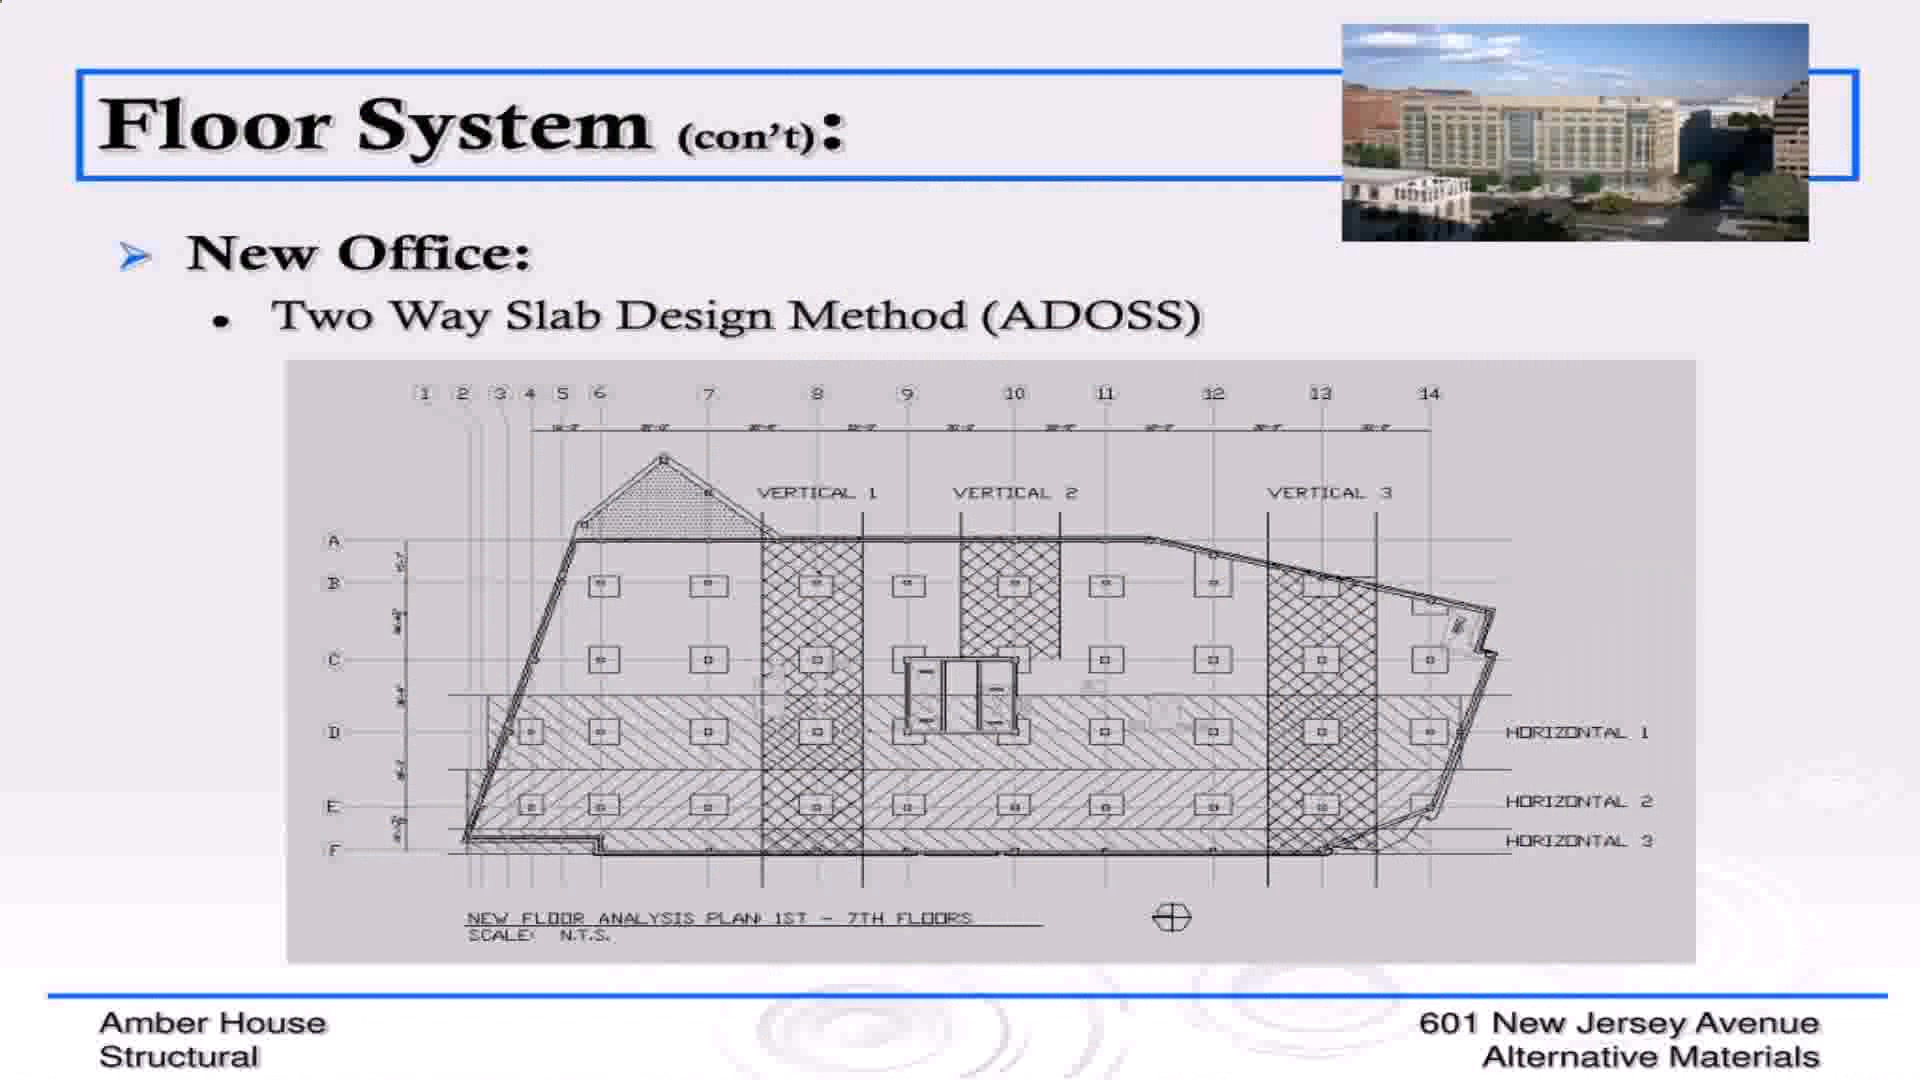 Floor System (con't):
New Office:
Two Way Slab Design Method (ADOSS)
1 2 3 4 5 6 7 8 9 10 11 12 13 14
VERTICAL 1 VERTICAL 2 VERTICAL 3
A
B
C
D
HORIZONTAL 1
E
HORIZONTAL 2
F
HORIZONTAL 3
NEW FLOOR ANALYSIS PLAN: 1ST - 7TH FLOORS
SCALE: N.T.S.
Amber House
Structural
601 New Jersey Avenue
Alternative Materials